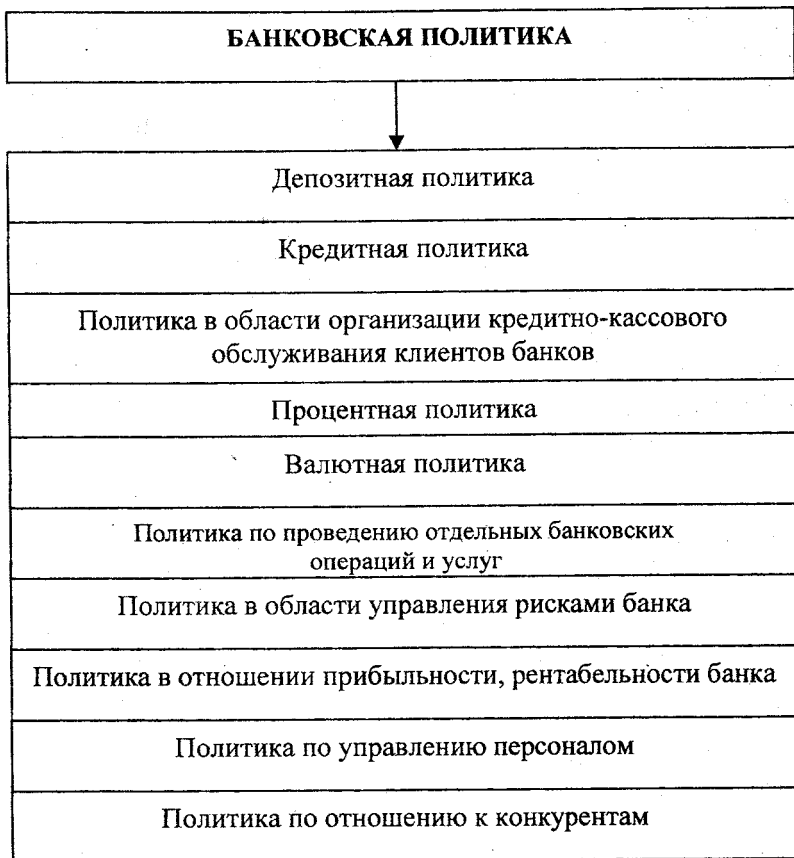 БАНКОВСКАЯ ПОЛИТИКА
Депозитная политика
Кредитная политика
Политика в области организации кредитно-кассового
обслуживания клиентов банков
Процентная политика
Валютная политика
Политика по проведению отдельных банковских
операций и услуг
Политика в области управления рисками банка
Политика в отношении прибыльности, рентабельности банка
Политика по управлению персоналом
Политика по отношению к конкурентам